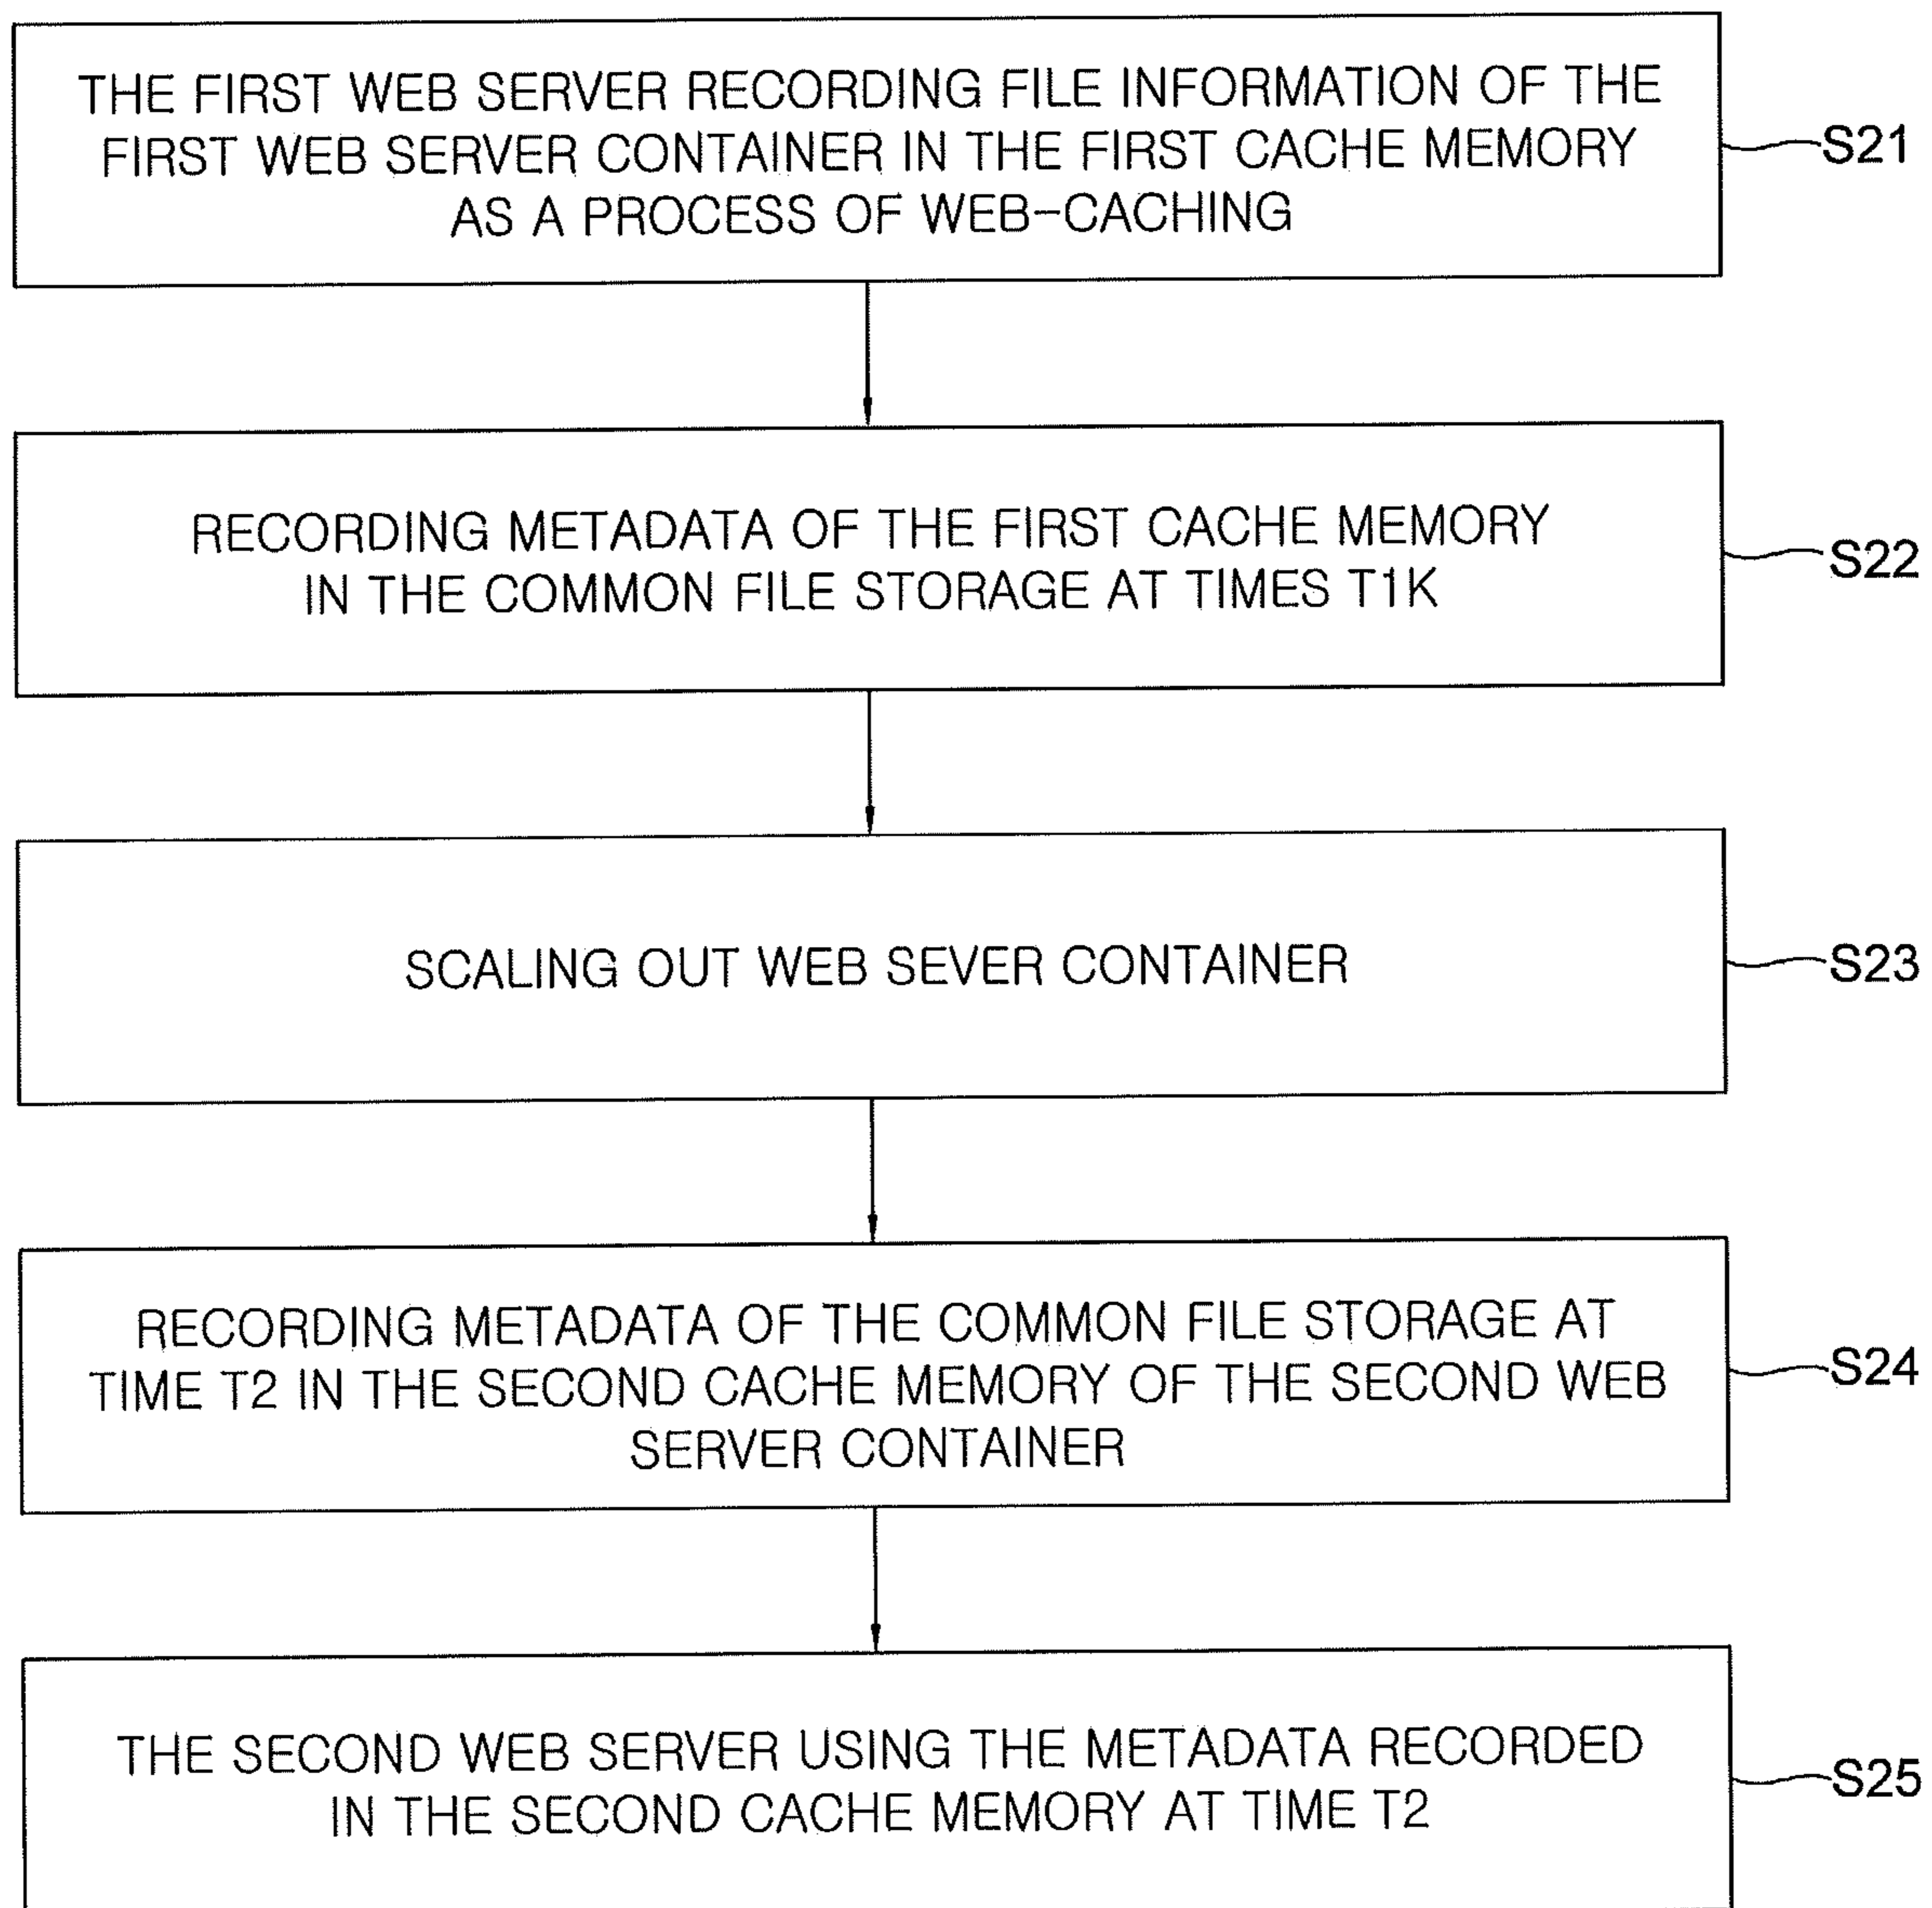 THE FIRST WEB SERVER RECORDING FILE INFORMATION OF THE
FIRST WEB SERVER CONTAINER IN THE FIRST CACHE MEMORY
AS A PROCESS OF WEB-CACHING
S21
RECORDING METADATA OF THE FIRST CACHE MEMORY
IN THE COMMON FILE STORAGE AT TIMES T1K
S22
SCALING OUT WEB SEVER CONTAINER
S23
RECORDING METADATA OF THE COMMON FILE STORAGE AT
TIME T2 IN THE SECOND CACHE MEMORY OF THE SECOND WEB
SERVER CONTAINER
S24
THE SECOND WEB SERVER USING THE METADATA RECORDED
IN THE SECOND CACHE MEMORY AT TIME T2
S25